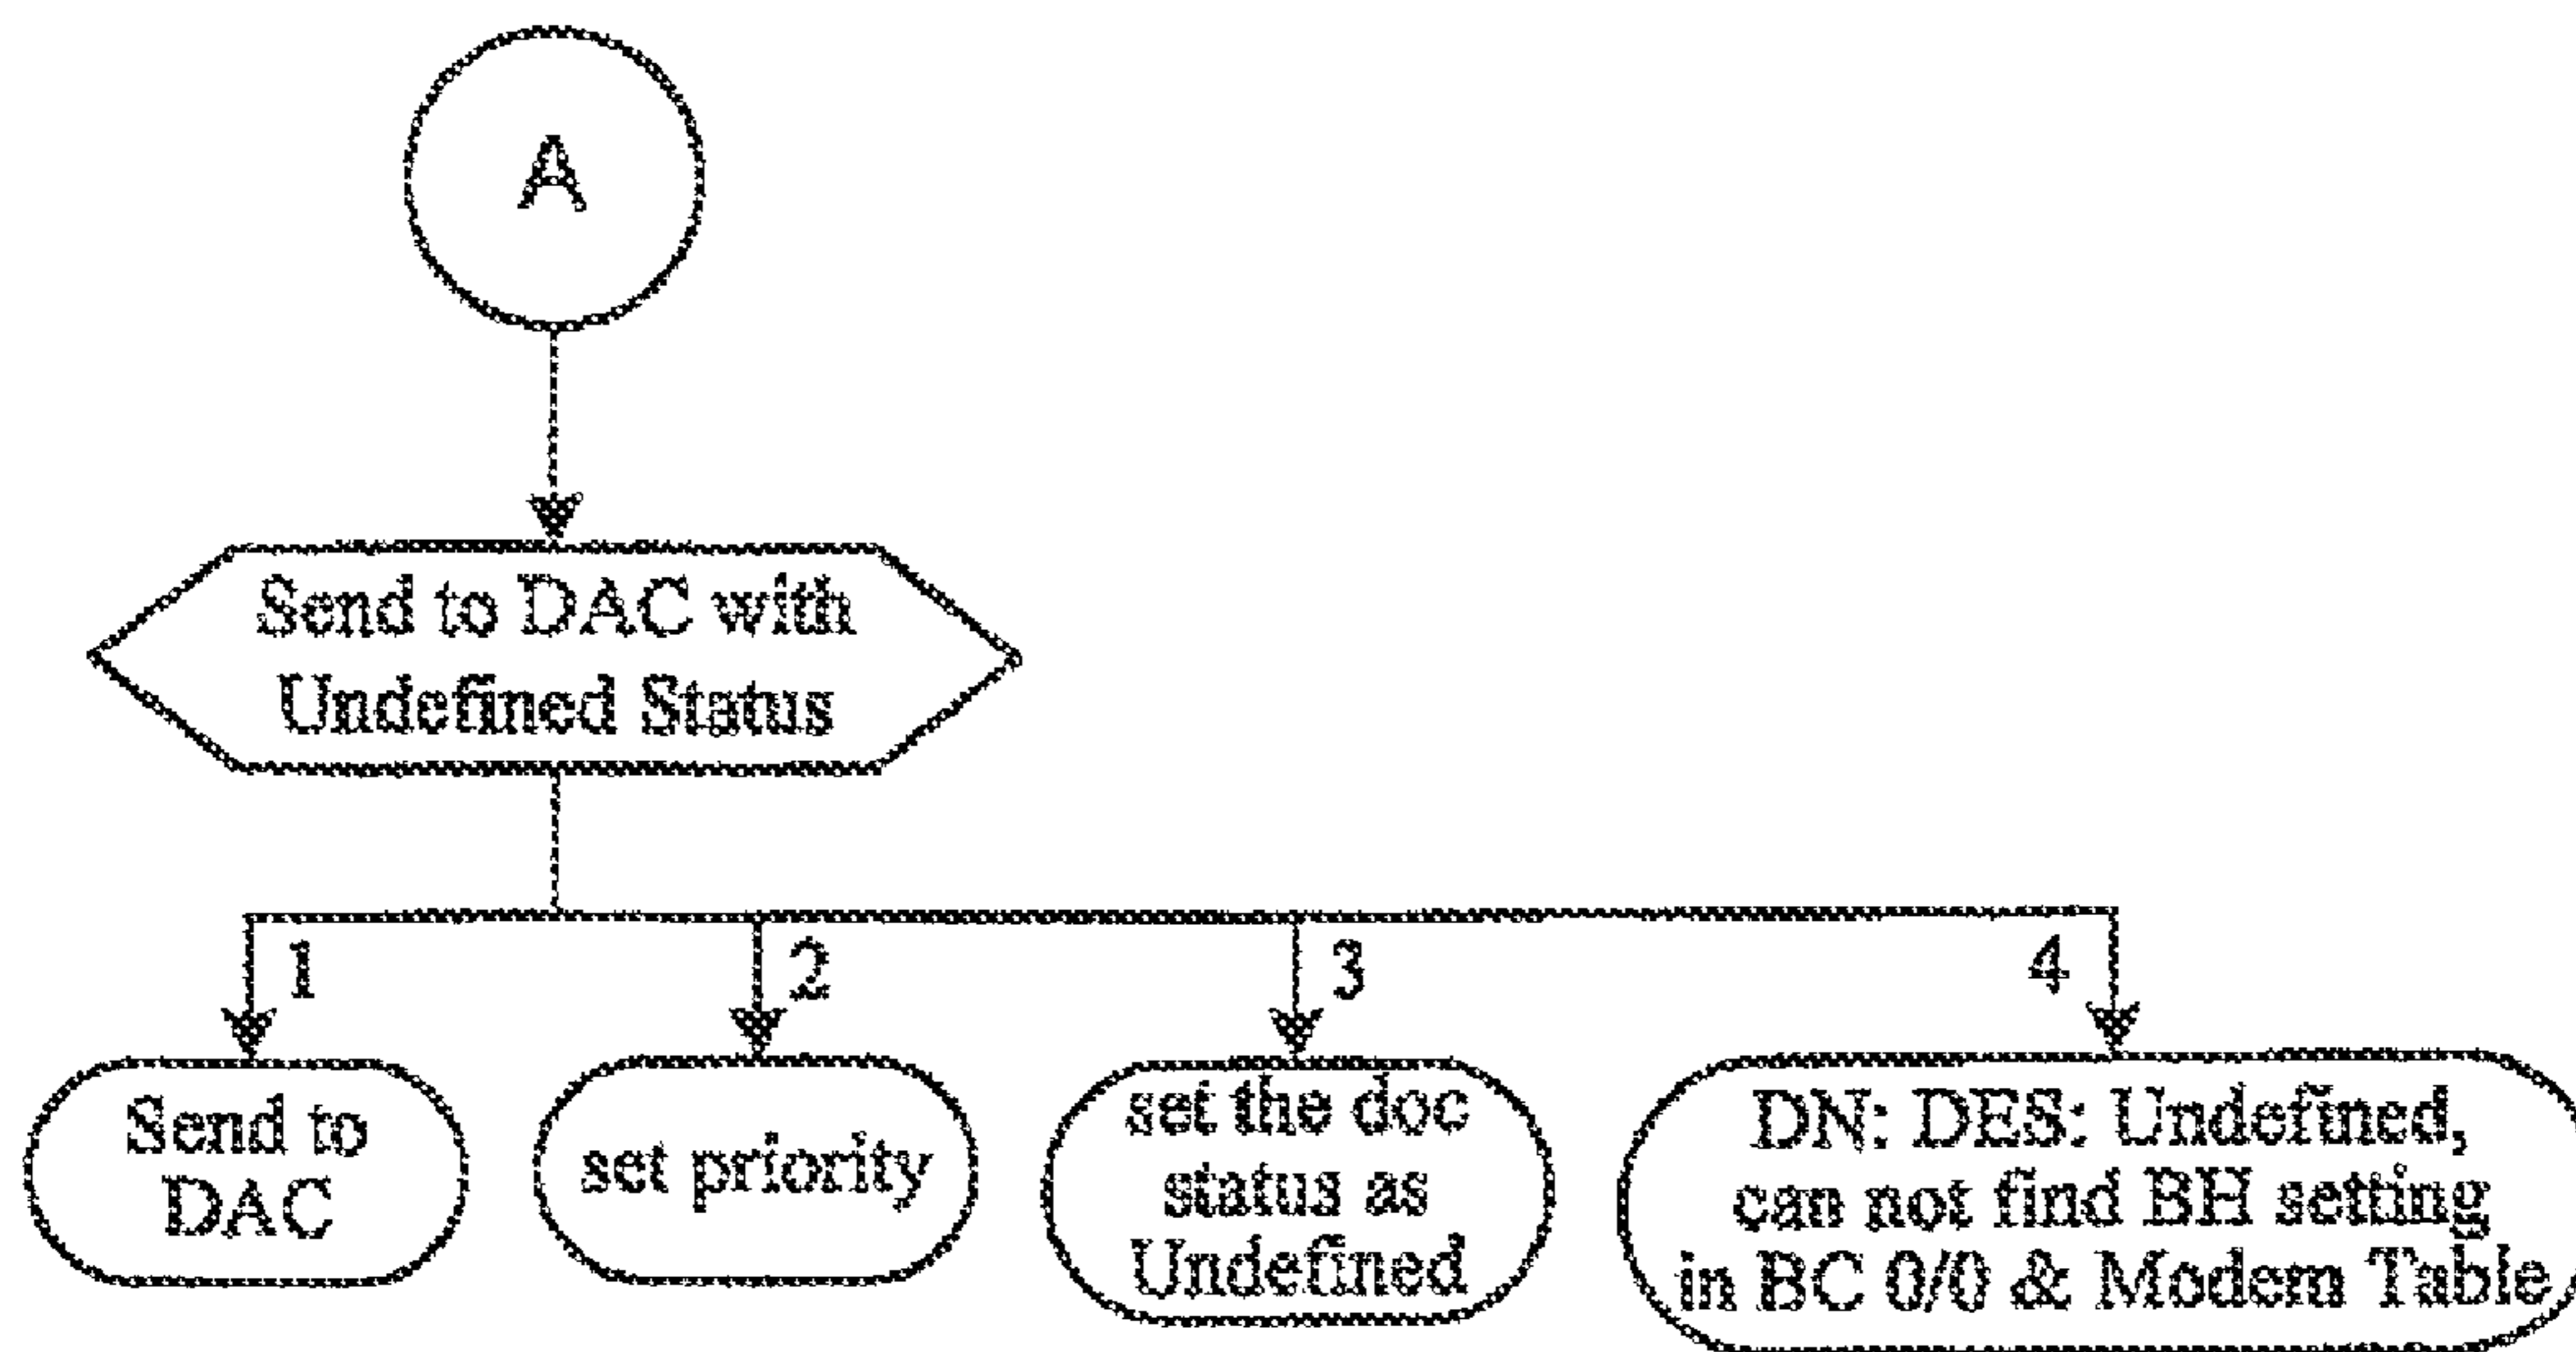 A
Send to DAC with
Undefined Status
1
2
3
4
Send to
DAC
set priority
set the doc
status as
Undefined
DN: DES: Undefined,
can not find BH setting
in BC 0/0 & Modem Table